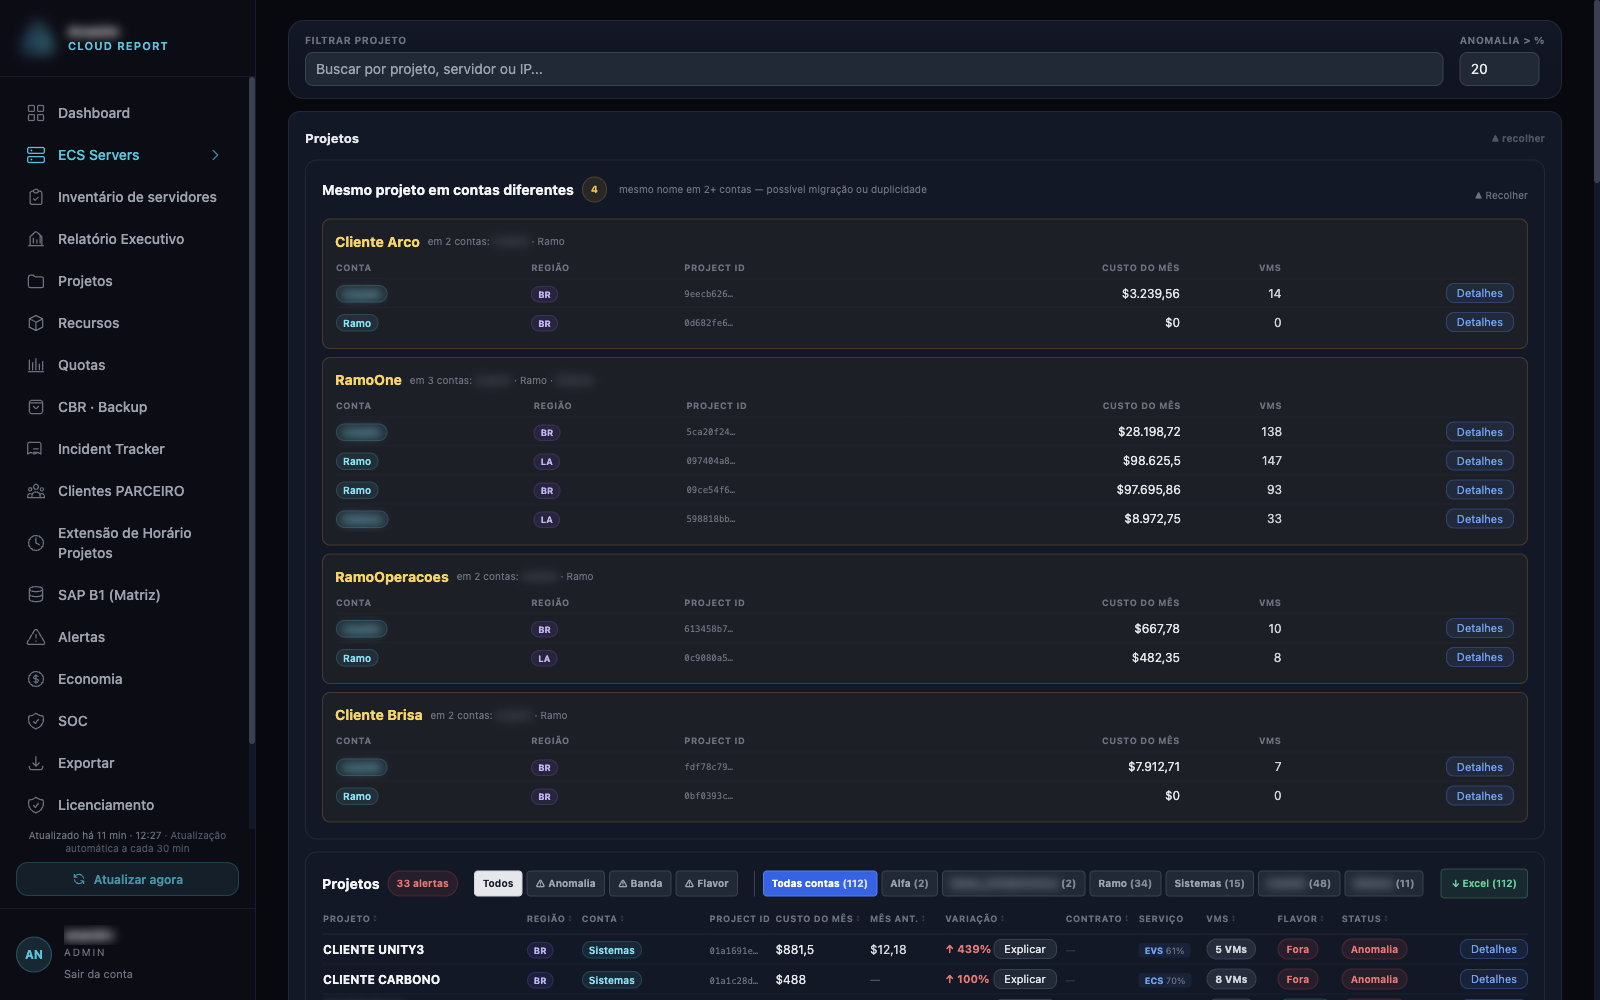 CLOUD REPORT
Dashboard
ECS Servers
Inventário de servidores
Relatório Executivo
Projetos
Recursos
Quotas
CBR · Backup
Incident Tracker
Clientes PARCEIRO
Extensão de Horário
Projetos
SAP B1 (Matriz)
Alertas
Economia
SOC
Exportar
Licenciamento
Atualizado há 11 min · 12:27 · Atualização
automática a cada 30 min
Atualizar agora
AN
ADMIN
Sair da conta
FILTRAR PROJETO
ANOMALIA > %
Buscar por projeto, servidor ou IP...
20
Projetos
▲ recolher
Mesmo projeto em contas diferentes 4 mesmo nome em 2+ contas — possível migração ou duplicidade
▲ Recolher
Cliente Arco em 2 contas: · Ramo
CONTA REGIÃO PROJECT ID CUSTO DO MÊS VMS
BR 9eecb626… $3.239,56 14 Detalhes
Ramo BR 0d682fe6… $0 0 Detalhes
RamoOne em 3 contas: · Ramo ·
CONTA REGIÃO PROJECT ID CUSTO DO MÊS VMS
BR 5ca20f24… $28.198,72 138 Detalhes
Ramo LA 097404a8… $98.625,5 147 Detalhes
Ramo BR 09ce54f6… $97.695,86 93 Detalhes
LA 598818bb… $8.972,75 33 Detalhes
RamoOperacoes em 2 contas: · Ramo
CONTA REGIÃO PROJECT ID CUSTO DO MÊS VMS
BR 613458b7… $667,78 10 Detalhes
Ramo LA 0c9080a5… $482,35 8 Detalhes
Cliente Brisa em 2 contas: · Ramo
CONTA REGIÃO PROJECT ID CUSTO DO MÊS VMS
BR fdf78c79… $7.912,71 7 Detalhes
Ramo BR 0bf0393c… $0 0 Detalhes
Projetos 33 alertas Todos ⚠ Anomalia ⚠ Banda ⚠ Flavor Todas contas (112) Alfa (2) (2) Ramo (34) Sistemas (15) (48) (11) ↓ Excel (112)
PROJETO REGIÃO CONTA PROJECT ID CUSTO DO MÊS MÊS ANT. VARIAÇÃO CONTRATO SERVIÇO VMS FLAVOR STATUS
CLIENTE UNITY3 BR Sistemas 01a1691e… $881,5 $12,18 ↑ 439% Explicar — EVS 61% 5 VMs Fora Anomalia Detalhes
CLIENTE CARBONO BR Sistemas 01a1c28d… $488 — ↑ 100% Explicar — ECS 70% 8 VMs Fora Anomalia Detalhes